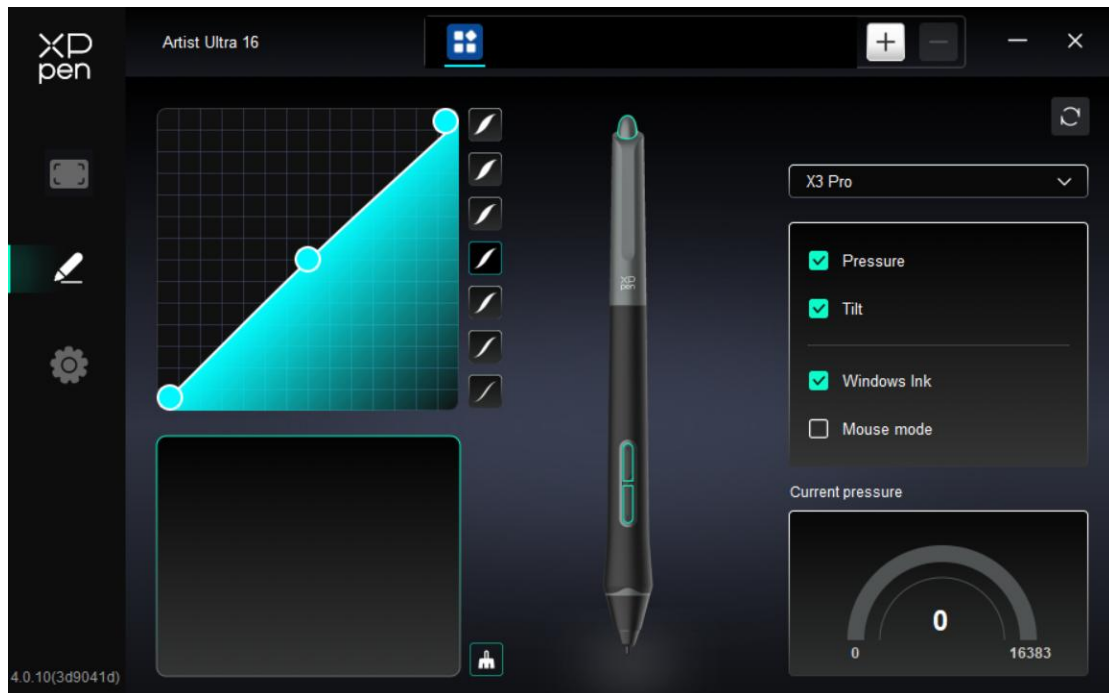 XP
pen
Artist Ultra 16
X3 Pro
Pressure
Tilt
XP
pen
Windows Ink
Mouse mode
Current pressure
0
0
16383
4.0.10(3d9041d)